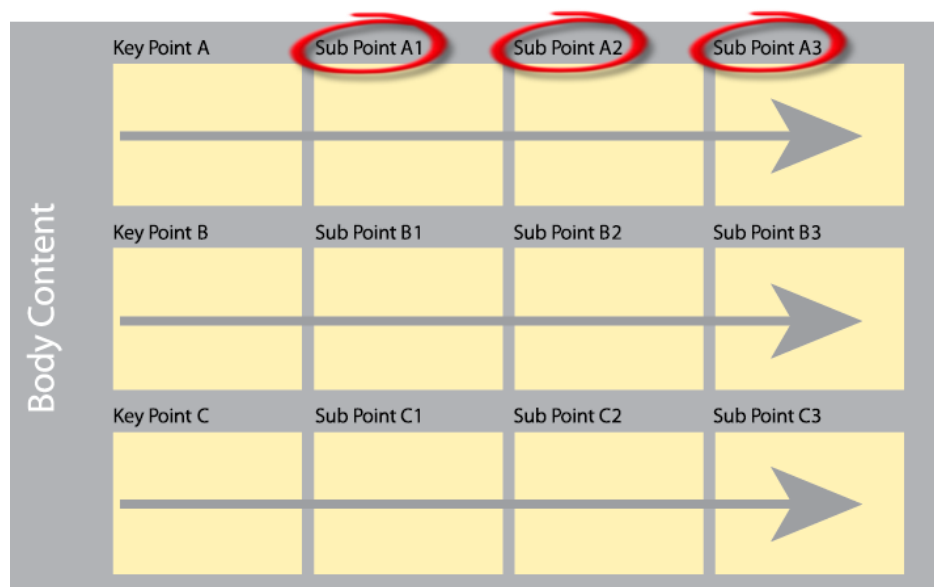 Body Content
Key Point A Sub Point A1 Sub Point A2 Sub Point A3
Key Point B Sub Point B1 Sub Point B2 Sub Point B3
Key Point C Sub Point C1 Sub Point C2 Sub Point C3